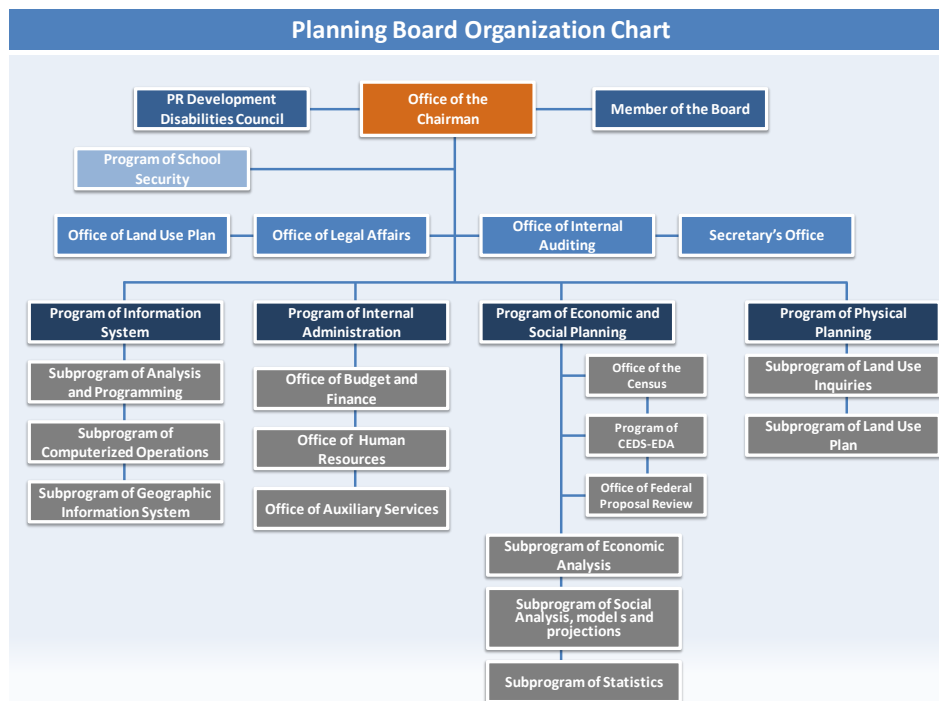 Planning Board Organization Chart
PR Development
Disabilities Council
Office of the
Chairman
Member of the Board
Program of School
Security
Office of Land Use Plan
Office of Legal Affairs
Office of Internal
Auditing
Secretary's Office
Program of Information
System
Subprogram of Analysis
and Programming
Subprogram of
Computerized Operations
Subprogram of Geographic
Information System
Program of Internal
Administration
Office of Budget and
Finance
Office of Human
Resources
Office of Auxiliary Services
Program of Economic and
Social Planning
Office of the
Census
Program of
CEDS-EDA
Office of Federal
Proposal Review
Subprogram of Economic
Analysis
Subprogram of Social
Analysis, model s and
projections
Subprogram of Statistics
Program of Physical
Planning
Subprogram of Land Use
Inquiries
Subprogram of Land Use
Plan